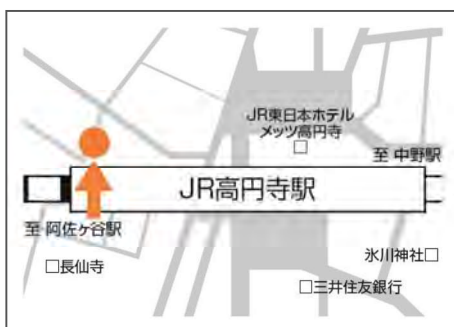 JR東日本ホテル
メッツ高円寺
至 中野駅
JR高円寺駅
至 阿佐ヶ谷駅
氷川神社
長仙寺
三井住友銀行